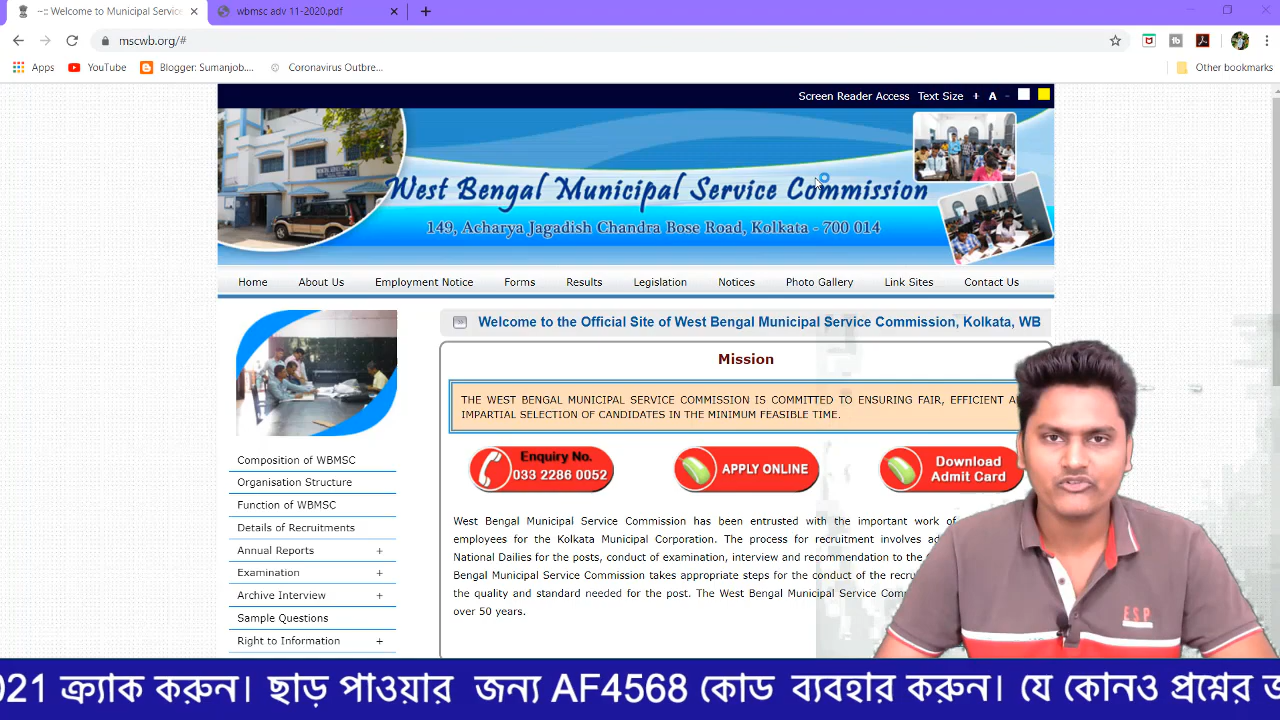 -:: Welcome to Municipal Service
wbmsc adv 11-2020.pdf
mscwb.org/#
Apps
YouTube
Blogger: Sumanjob....
Coronavirus Outbre...
Other bookmarks
Screen Reader Access Text Size + A -
West Bengal Municipal Service Commission
149, Acharya Jagadish Chandra Bose Road, Kolkata - 700 014
Home
About Us
Employment Notice
Forms
Results
Legislation
Notices
Photo Gallery
Link Sites
Contact Us
Welcome to the Official Site of West Bengal Municipal Service Commission, Kolkata, WB
Mission
THE WEST BENGAL MUNICIPAL SERVICE COMMISSION IS COMMITTED TO ENSURING FAIR, EFFICIENT
IMPARTIAL SELECTION OF CANDIDATES IN THE MINIMUM FEASIBLE TIME.
Enquiry No.
033 2286 0052
APPLY ONLINE
Download
Admit Card
West Bengal Municipal Service Commission has been entrusted with the important work of
employees for the Kolkata Municipal Corporation. The process for recruitment involves
National Dailies for the posts, conduct of examination, interview and recommendation to the
Bengal Municipal Service Commission takes appropriate steps for the conduct of the
the quality and standard needed for the post. The West Bengal Municipal Service
over 50 years.
Composition of WBMSC
Organisation Structure
Function of WBMSC
Details of Recruitments
Annual Reports +
Examination +
Archive Interview +
Sample Questions
Right to Information +
ESP
021 ক্র্যাক করুন। ছাড় পাওয়ার জন্য AF4568 কোড ব্যবহার করুন। যে কোনও প্রশ্নের